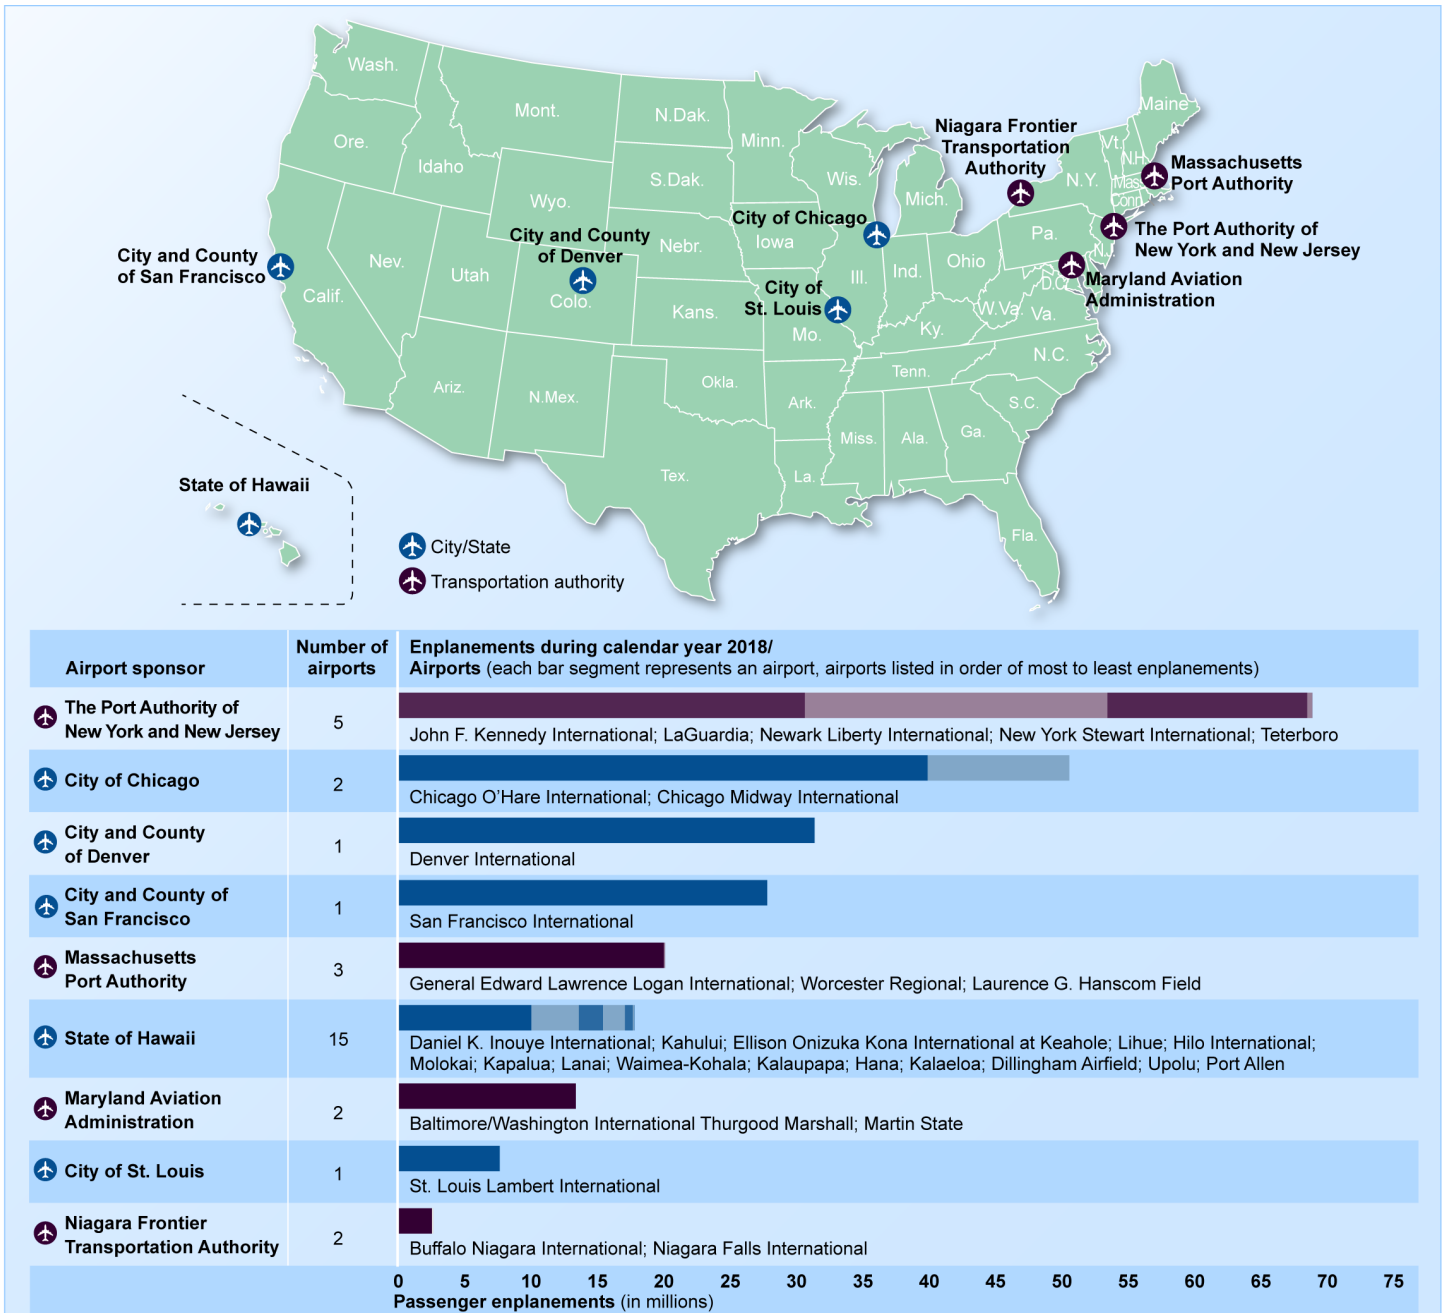 Wash.
Mont.
N.Dak.
Minn.
Maine
Ore.
Idaho
S.Dak.
Wis.
Mich.
Niagara Frontier
Transportation
Authority
Vt.
N.H.
Massachusetts
Port Authority
Wyo.
N.Y.
Mass.
Conn.
City of Chicago
City and County
of Denver
Nebr.
Iowa
Pa.
N.J.
The Port Authority of
New York and New Jersey
City and County
of San Francisco
Nev.
Utah
Colo.
Calif.
Ill.
Ind.
Ohio
D.C.
Maryland Aviation
Administration
City of
St. Louis
Kans.
Mo.
Ky.
W.Va.
Va.
Ariz.
N.Mex.
Okla.
Ark.
Tenn.
N.C.
S.C.
Tex.
La.
Miss.
Ala.
Ga.
Fla.
State of Hawaii
City/State
Transportation authority
Airport sponsor
Number of
airports
Enplanements during calendar year 2018/
Airports (each bar segment represents an airport, airports listed in order of most to least enplanements)
The Port Authority of
New York and New Jersey
5
John F. Kennedy International; LaGuardia; Newark Liberty International; New York Stewart International; Teterboro
City of Chicago
2
Chicago O’Hare International; Chicago Midway International
City and County
of Denver
1
Denver International
City and County of
San Francisco
1
San Francisco International
Massachusetts
Port Authority
3
General Edward Lawrence Logan International; Worcester Regional; Laurence G. Hanscom Field
State of Hawaii
15
Daniel K. Inouye International; Kahului; Ellison Onizuka Kona International at Keahole; Lihue; Hilo International;
Molokai; Kapalua; Lanai; Waimea-Kohala; Kalaupapa; Hana; Kalaeloa; Dillingham Airfield; Upolu; Port Allen
Maryland Aviation
Administration
2
Baltimore/Washington International Thurgood Marshall; Martin State
City of St. Louis
1
St. Louis Lambert International
Niagara Frontier
Transportation Authority
2
Buffalo Niagara International; Niagara Falls International
0 5 10 15 20 25 30 35 40 45 50 55 60 65 70 75
Passenger enplanements (in millions)